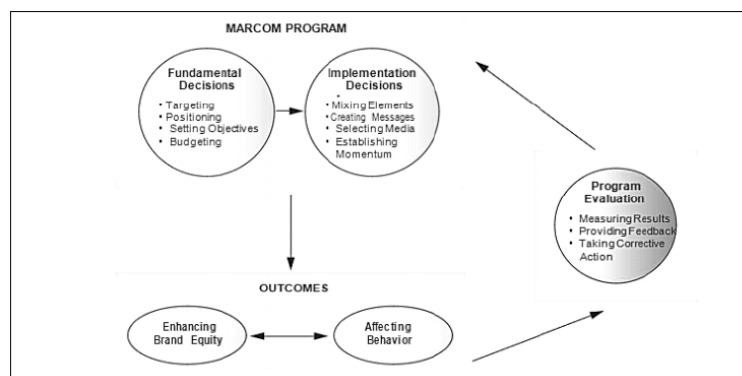 MARCOM PROGRAM
Fundamental
Decisions
• Targeting
• Positioning
• Setting Objectives
• Budgeting
Implementation
Decisions
•
• Mixing Elements
• Creating Messages
• Selecting Media
• Establishing
Momentum
Program
Evaluation
• Measuring Results
• Providing Feedback
• Taking Corrective
Action
OUTCOMES
Enhancing
Brand Equity
Affecting
Behavior